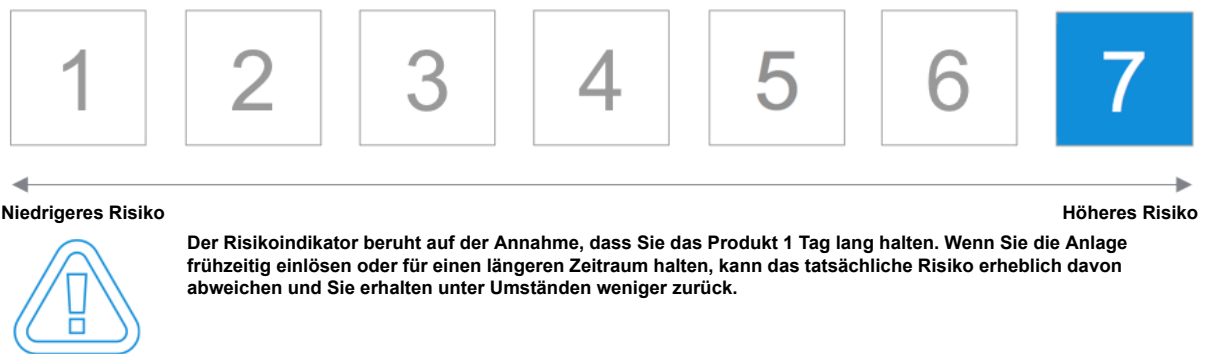 1 2 3 4 5 6 7
Niedrigeres Risiko Höheres Risiko
Der Risikoindikator beruht auf der Annahme, dass Sie das Produkt 1 Tag lang halten. Wenn Sie die Anlage
frühzeitig einlösen oder für einen längeren Zeitraum halten, kann das tatsächliche Risiko erheblich davon
abweichen und Sie erhalten unter Umständen weniger zurück.